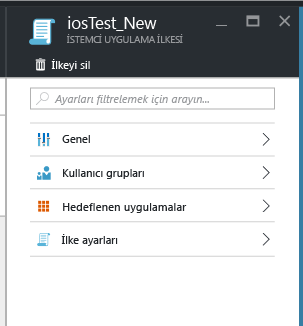 iosTest_New
İSTEMCİ UYGULAMA İLKESİ
İlkeyi sil
Ayarları filtrelemek için arayın...
Genel
Kullanıcı grupları
Hedeflenen uygulamalar
İlke ayarları